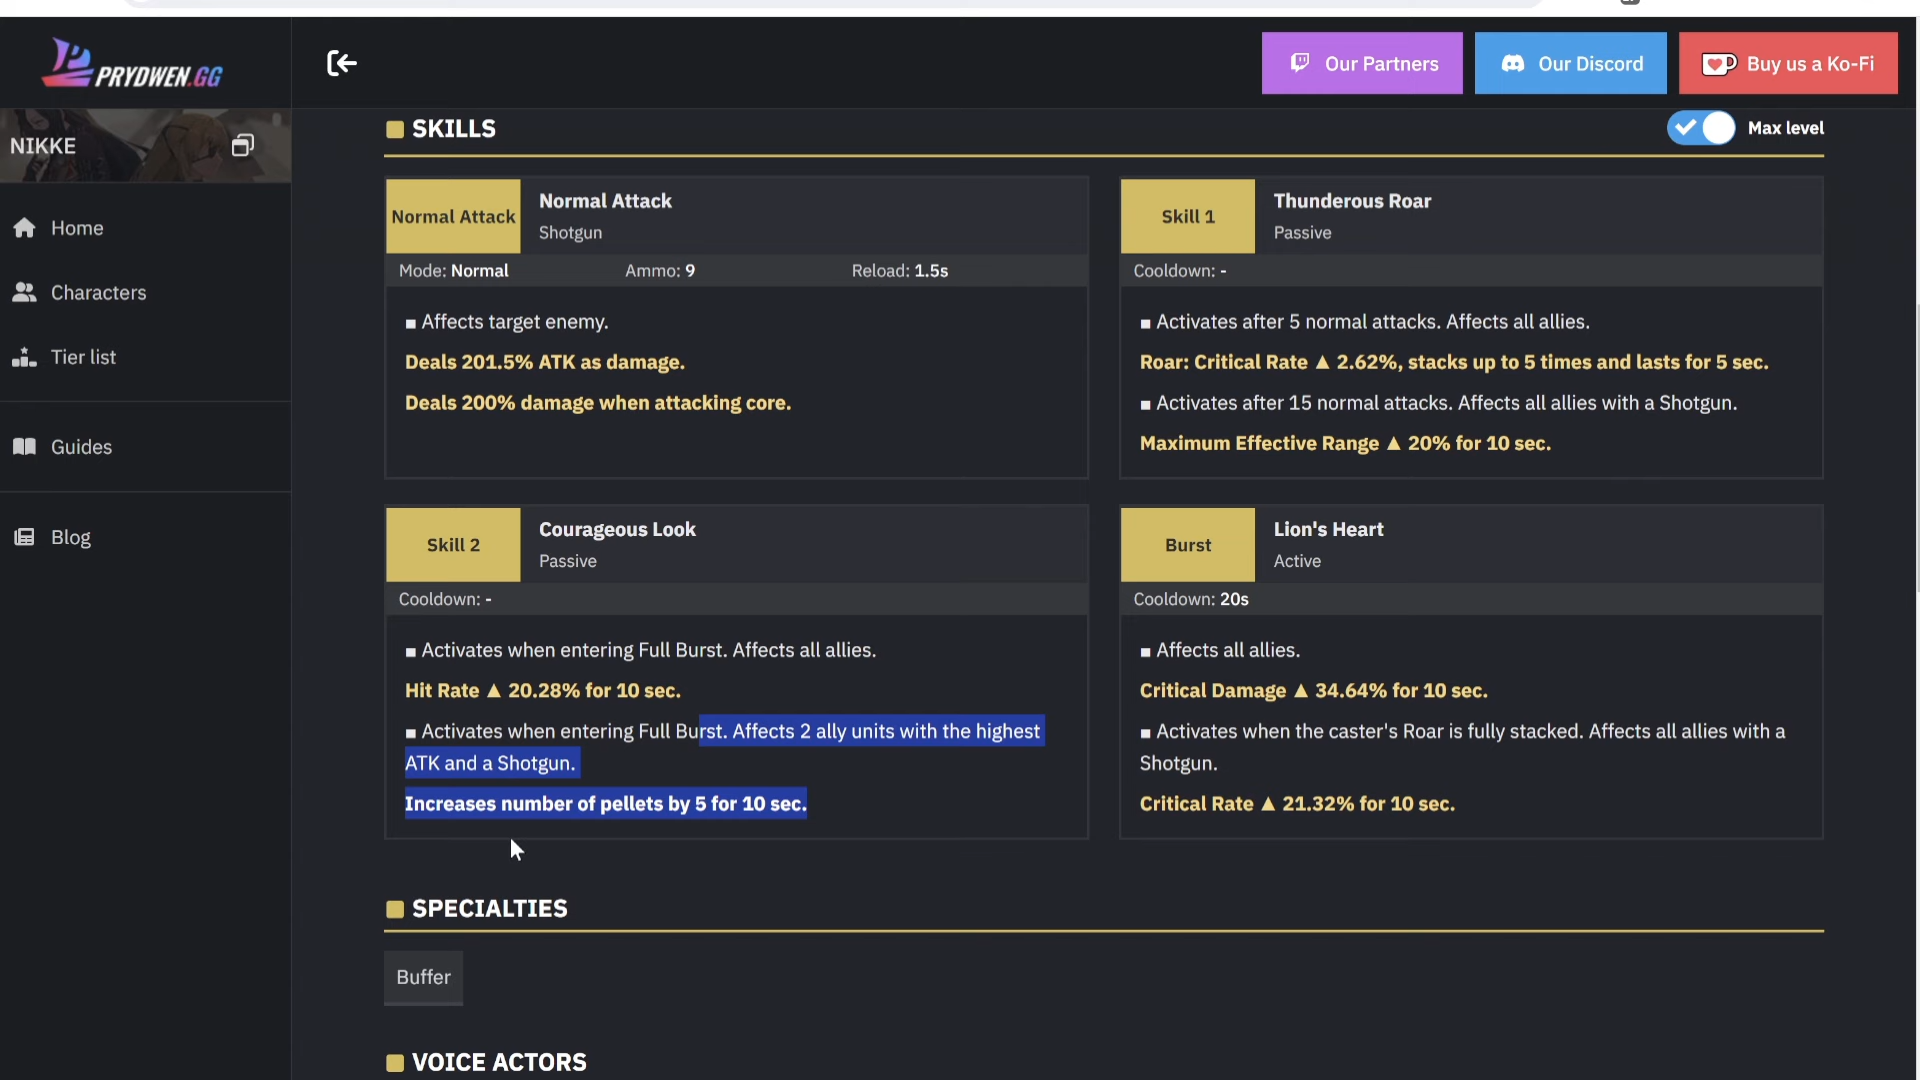 PRYDWEN.GG
Our Partners
Our Discord
Buy us a Ko-Fi
NIKKE
Home
Characters
Tier list
Guides
Blog
SKILLS
Max level
Normal Attack
Normal Attack
Shotgun
Mode: Normal
Ammo: 9
Reload: 1.5s
■ Affects target enemy.
Deals 201.5% ATK as damage.
Deals 200% damage when attacking core.
Skill 1
Thunderous Roar
Passive
Cooldown: -
■ Activates after 5 normal attacks. Affects all allies.
Roar: Critical Rate ▲ 2.62%, stacks up to 5 times and lasts for 5 sec.
■ Activates after 15 normal attacks. Affects all allies with a Shotgun.
Maximum Effective Range ▲ 20% for 10 sec.
Skill 2
Courageous Look
Passive
Cooldown: -
■ Activates when entering Full Burst. Affects all allies.
Hit Rate ▲ 20.28% for 10 sec.
■ Activates when entering Full Burst. Affects 2 ally units with the highest
ATK and a Shotgun.
Increases number of pellets by 5 for 10 sec.
Burst
Lion's Heart
Active
Cooldown: 20s
■ Affects all allies.
Critical Damage ▲ 34.64% for 10 sec.
■ Activates when the caster's Roar is fully stacked. Affects all allies with a
Shotgun.
Critical Rate ▲ 21.32% for 10 sec.
SPECIALTIES
Buffer
VOICE ACTORS